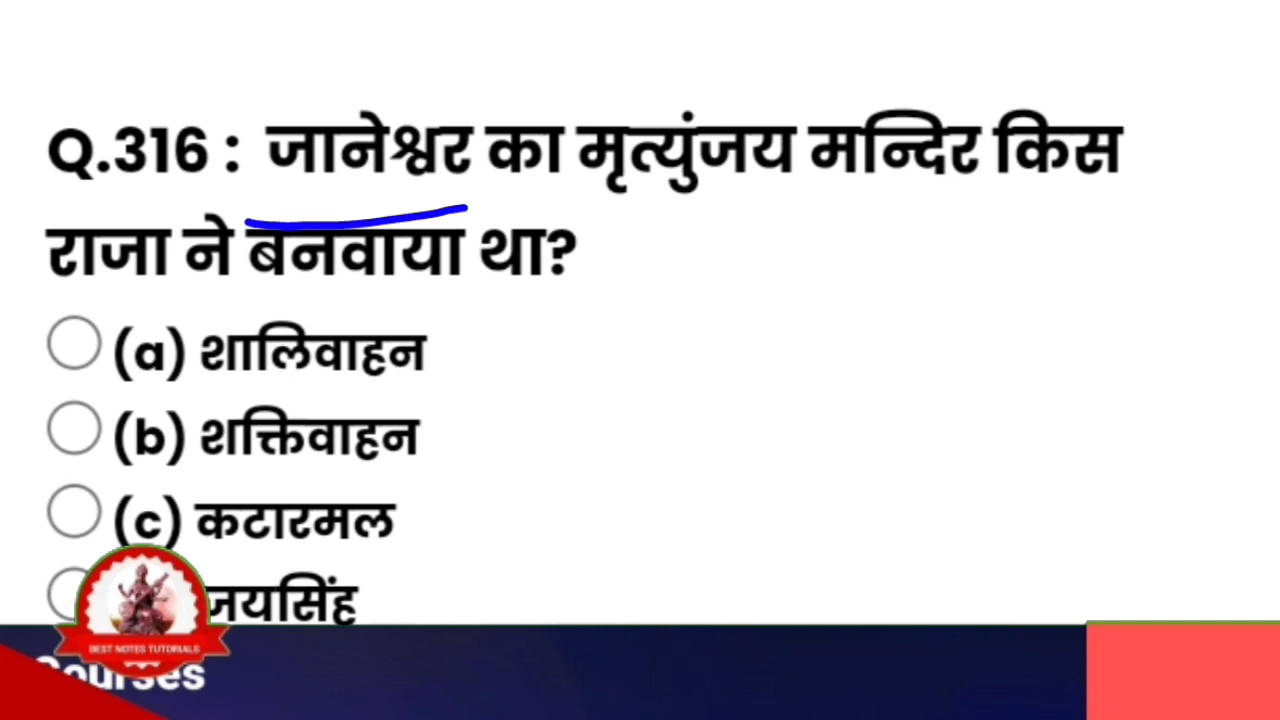 Q.316 : जानेश्वर का मृत्युंजय मन्दिर किस
राजा ने बनवाया था?
(a) शालिवाहन
(b) शक्तिवाहन
(c) कटारमल
जयसिंह
BEST NOTES TUTORIALS
Courses